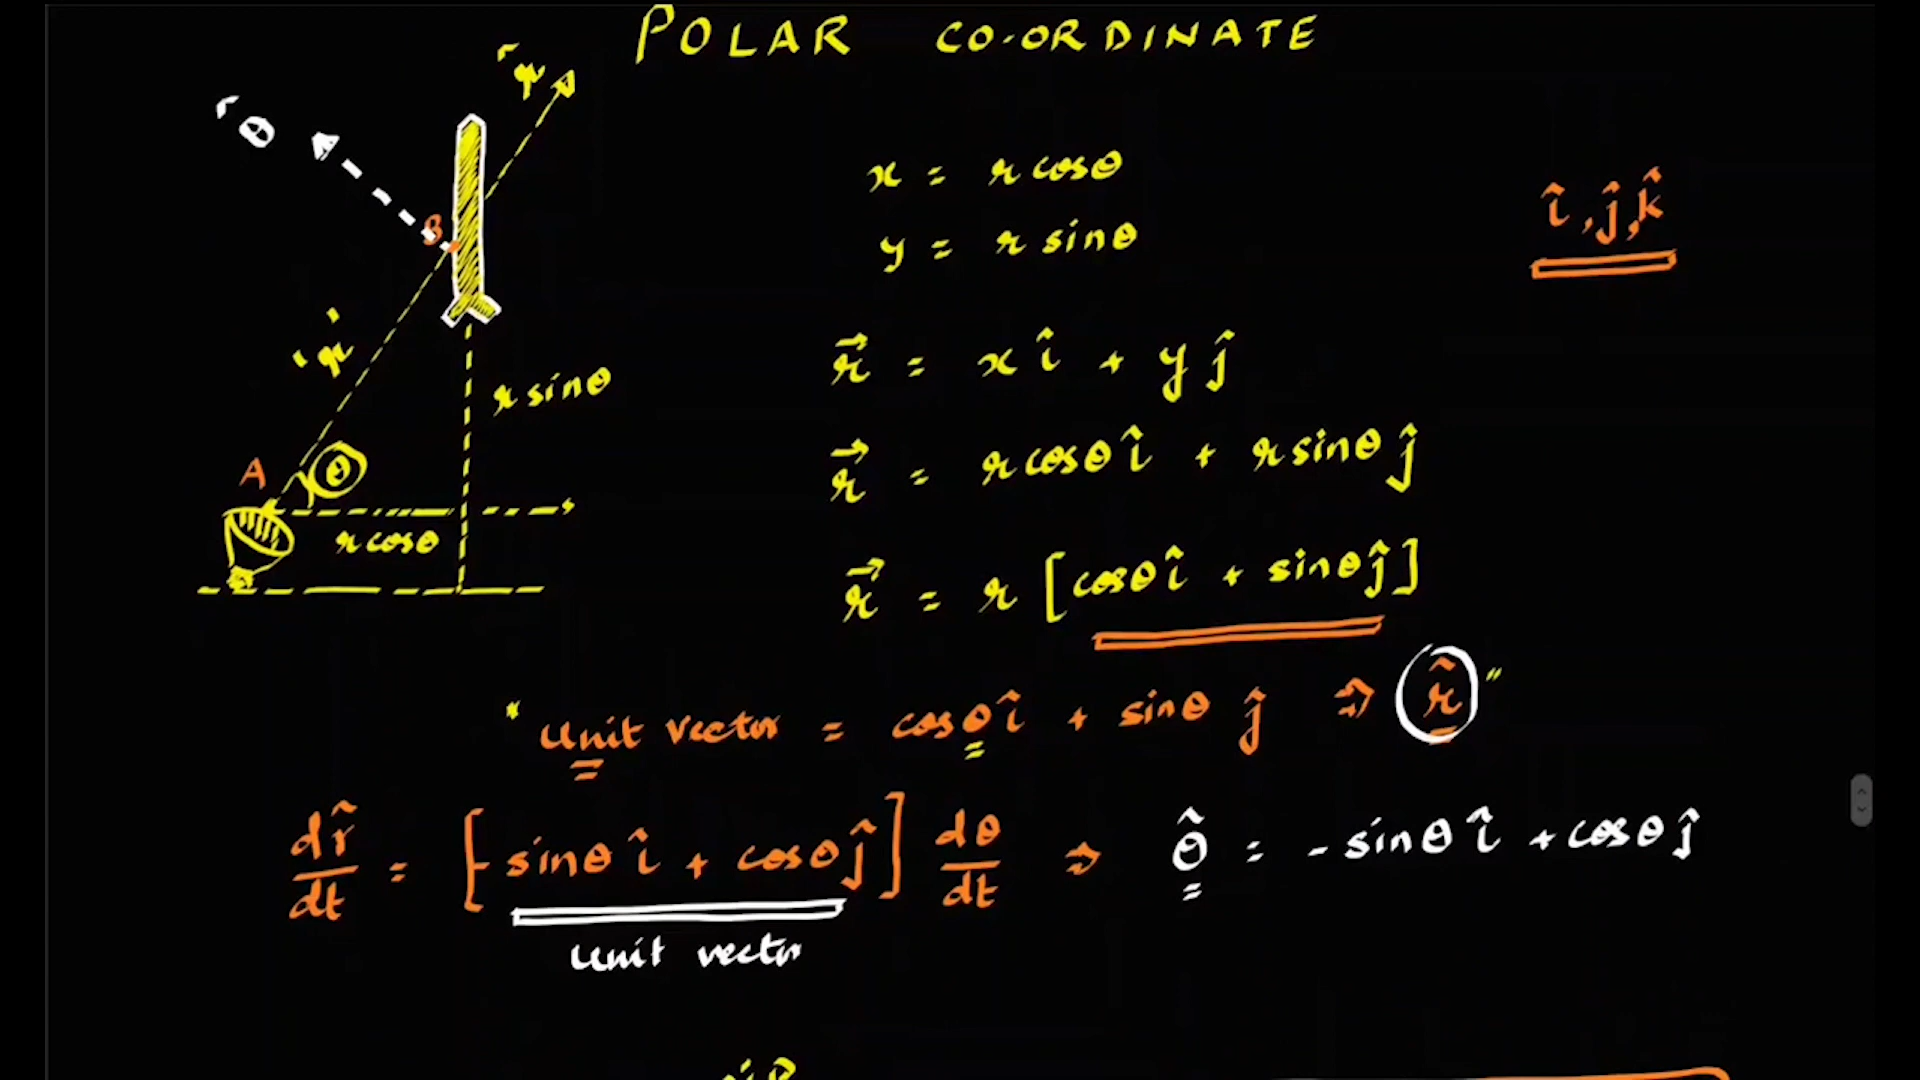 POLAR CO-ORDINATE
r̂
θ̂
x = r cosθ
y = r sinθ
î, ĵ, k̂
B
'r'
r⃗ = x î + y ĵ
r sinθ
r⃗ = r cosθ î + r sinθ ĵ
A
θ
r cosθ
r⃗ = r [cosθ î + sinθ ĵ]
" Unit vector = cosθ î + sinθ ĵ ⇒ r̂ "
dr̂/dt = [-sinθ î + cosθ ĵ] dθ/dt ⇒ θ̂ = - sinθ î + cosθ ĵ
unit vector